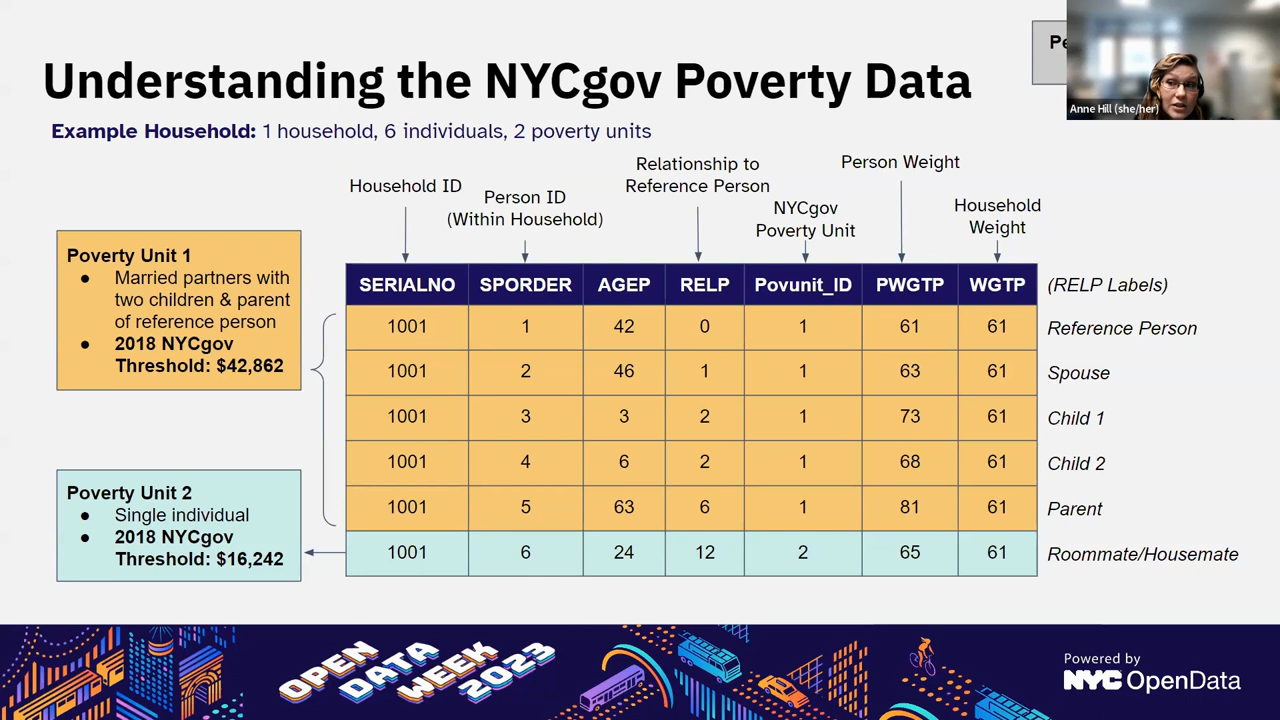 Understanding the NYCgov Poverty Data
Pe
Anne Hill (she/her)
Example Household: 1 household, 6 individuals, 2 poverty units
Household ID
Person ID
(Within Household)
Relationship to
Reference Person
NYCgov
Poverty Unit
Person Weight
Household
Weight
Poverty Unit 1
● Married partners with
two children & parent
of reference person
● 2018 NYCgov
Threshold: $42,862
Poverty Unit 2
● Single individual
● 2018 NYCgov
Threshold: $16,242
SERIALNO SPORDER AGEP RELP Povunit_ID PWGTP WGTP (RELP Labels)
1001 1 42 0 1 61 61 Reference Person
1001 2 46 1 1 63 61 Spouse
1001 3 3 2 1 73 61 Child 1
1001 4 6 2 1 68 61 Child 2
1001 5 63 6 1 81 61 Parent
1001 6 24 12 2 65 61 Roommate/Housemate
OPEN
DATA
WEEK
2023
Powered by
NYC OpenData